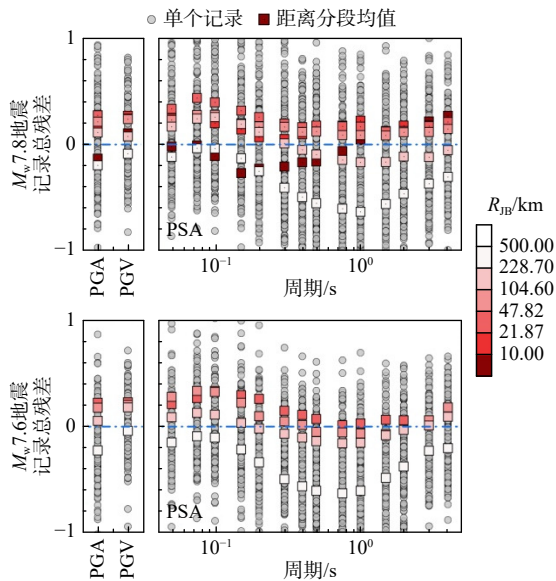 单个记录 距离分段均值
1
0
−1
Mw7.8地震
记录总残差
PSA
PGA
PGV
10⁻¹
10⁰
周期/s
RJB/km
500.00
228.70
104.60
47.82
21.87
10.00
1
0
−1
Mw7.6地震
记录总残差
PSA
PGA
PGV
10⁻¹
10⁰
周期/s